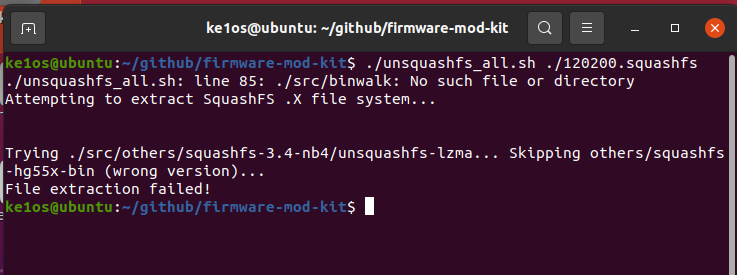 ke1os@ubuntu: ~/github/firmware-mod-kit
ke1os@ubuntu:~/github/firmware-mod-kit$ ./unsquashfs_all.sh ./120200.squashfs
./unsquashfs_all.sh: line 85: ./src/binwalk: No such file or directory
Attempting to extract SquashFS .X file system...
Trying ./src/others/squashfs-3.4-nb4/unsquashfs-lzma... Skipping others/squashfs
-hg55x-bin (wrong version)...
File extraction failed!
ke1os@ubuntu:~/github/firmware-mod-kit$